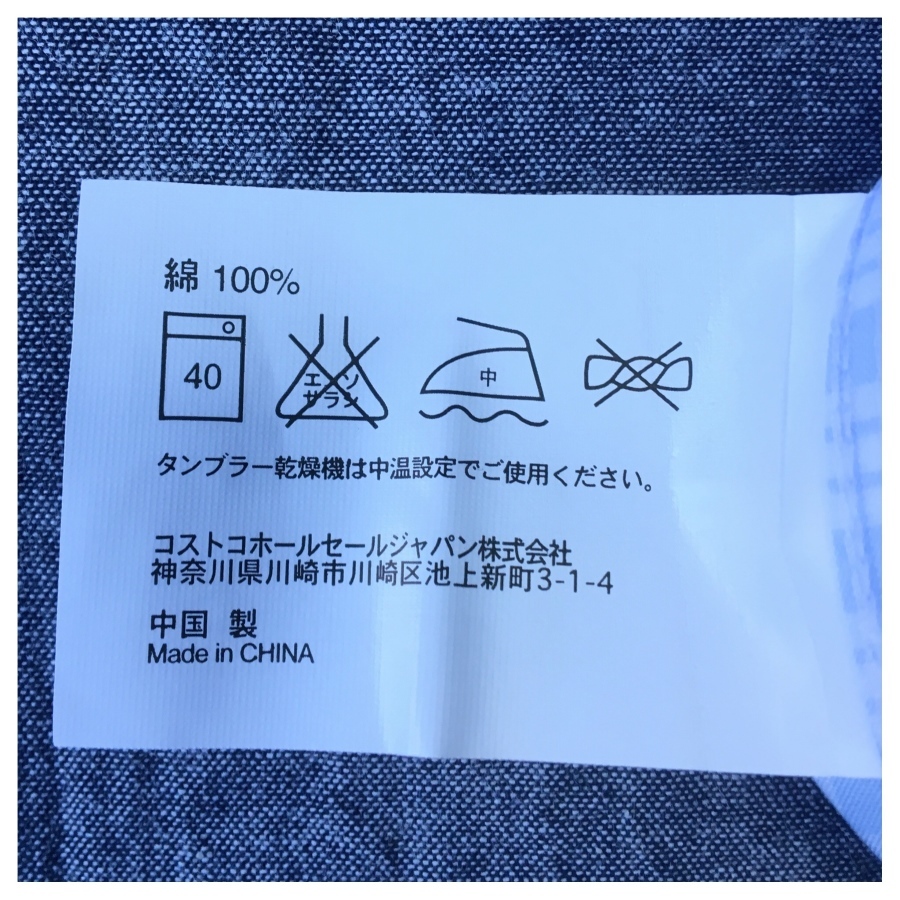 綿 100%
40
エンソ
サラシ
中
タンブラー乾燥機は中温設定でご使用ください。
コストコホールセールジャパン株式会社
神奈川県川崎市川崎区池上新町3-1-4
中国 製
Made in CHINA